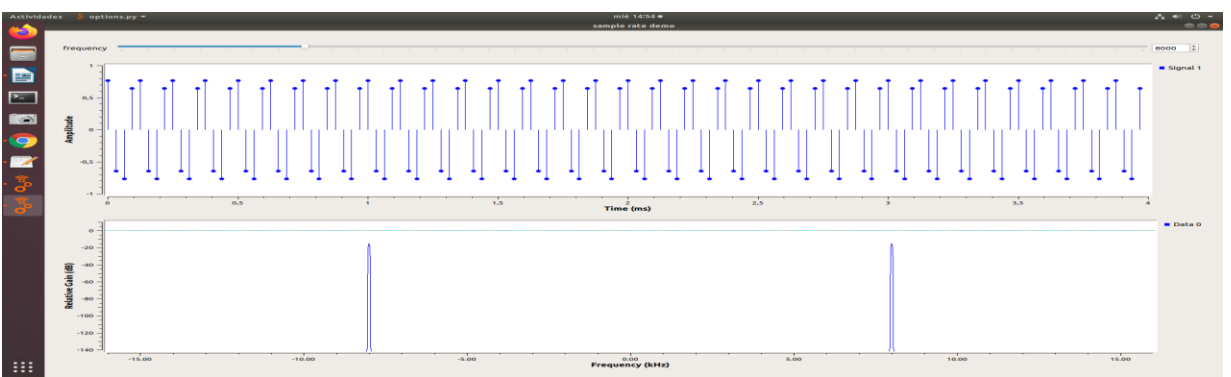 Actividades options.py mié 14:54
sample rate demo
frequency 8000
1
0,5
0
-0,5
-1
Amplitude
Signal 1
0 0,5 1 1,5 2 2,5 3 3,5 4
Time (ms)
0
-20
-40
-60
-80
-100
-120
-140
Relative Gain (dB)
Data 0
-15.00 -10.00 -5.00 0.00 5.00 10.00 15.00
Frequency (kHz)